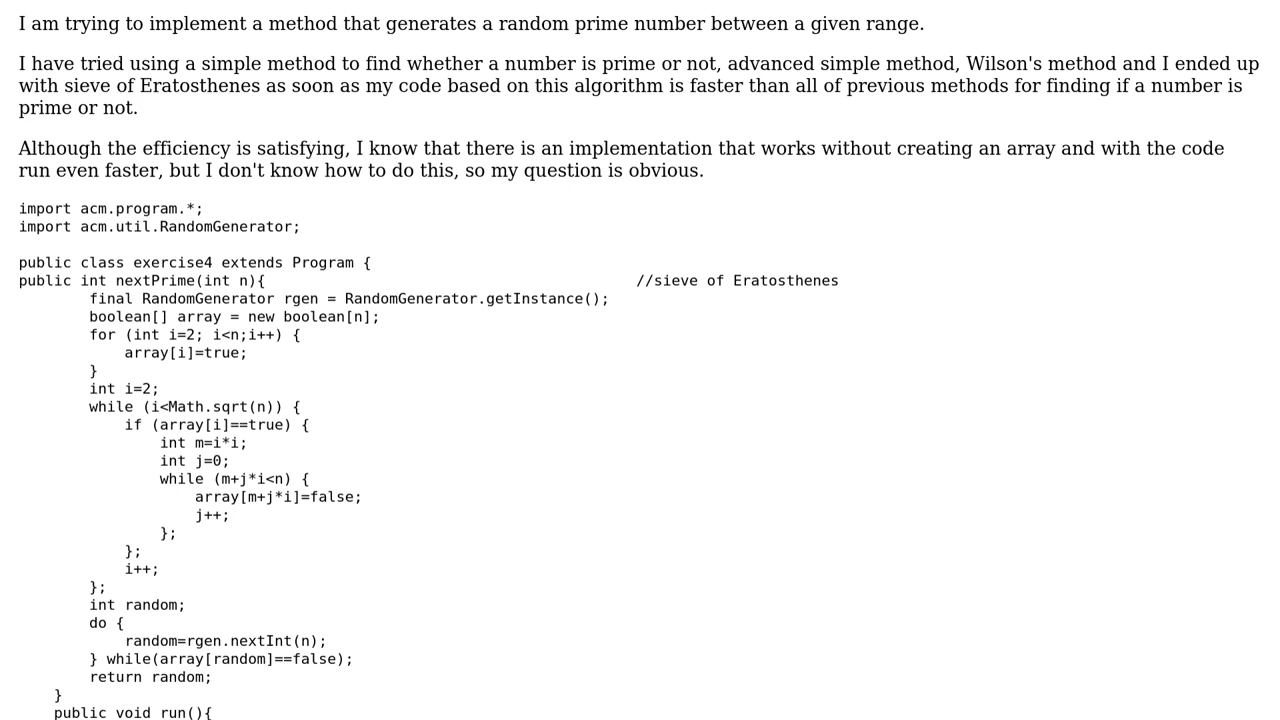 I am trying to implement a method that generates a random prime number between a given range.
I have tried using a simple method to find whether a number is prime or not, advanced simple method, Wilson's method and I ended up
with sieve of Eratosthenes as soon as my code based on this algorithm is faster than all of previous methods for finding if a number is
prime or not.
Although the efficiency is satisfying, I know that there is an implementation that works without creating an array and with the code
run even faster, but I don't know how to do this, so my question is obvious.
import acm.program.*;
import acm.util.RandomGenerator;
public class exercise4 extends Program {
public int nextPrime(int n){                                          //sieve of Eratosthenes
        final RandomGenerator rgen = RandomGenerator.getInstance();
        boolean[] array = new boolean[n];
        for (int i=2; i<n;i++) {
            array[i]=true;
        }
        int i=2;
        while (i<Math.sqrt(n)) {
            if (array[i]==true) {
                int m=i*i;
                int j=0;
                while (m+j*i<n) {
                    array[m+j*i]=false;
                    j++;
                };
            };
            i++;
        };
        int random;
        do {
            random=rgen.nextInt(n);
        } while(array[random]==false);
        return random;
    }
    public void run(){